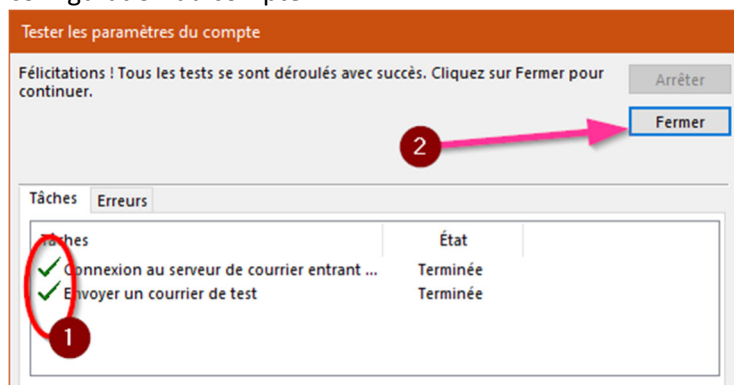 Tester les paramètres du compte
Félicitations ! Tous les tests se sont déroulés avec succès. Cliquez sur Fermer pour
continuer.
Arrêter
Fermer
2
Tâches Erreurs
Tâches État
Connexion au serveur de courrier entrant ... Terminée
Envoyer un courrier de test Terminée
1